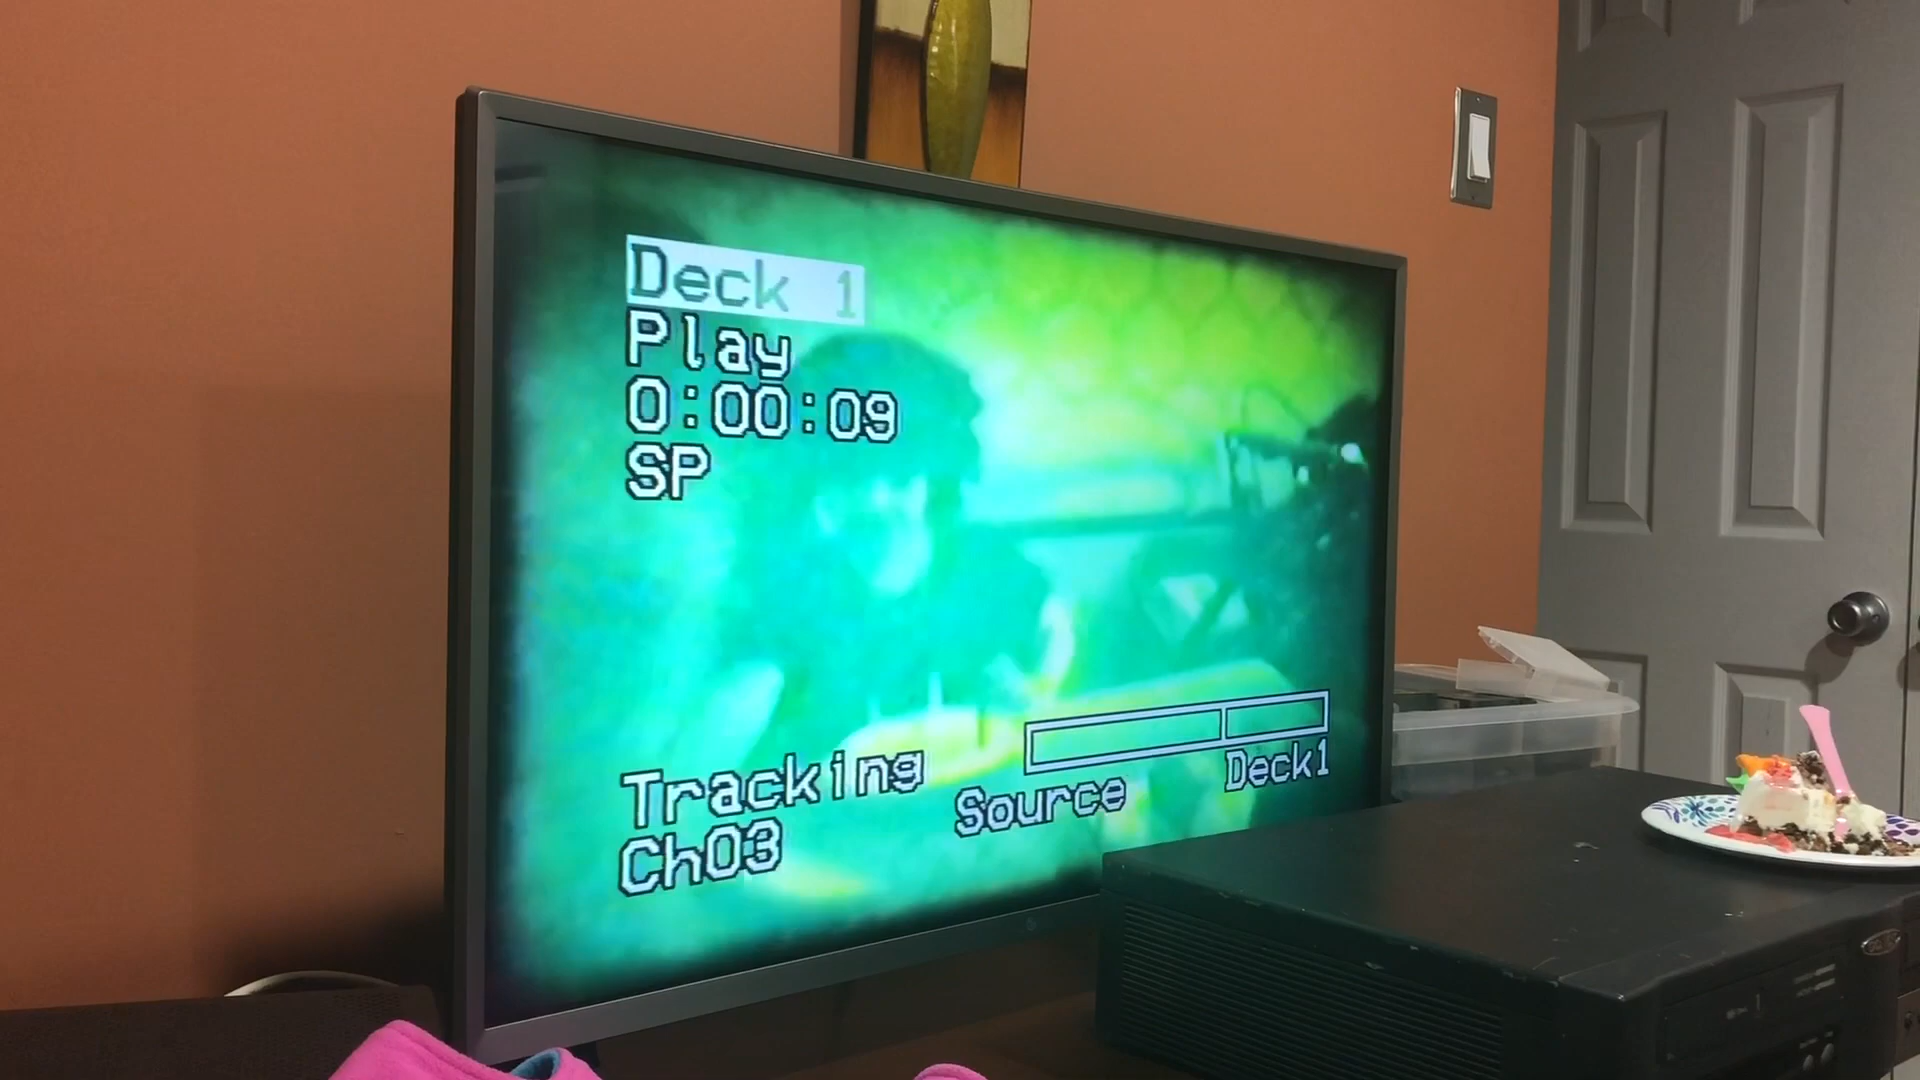 Deck 1
Play
0:00:09
SP
Tracking
Source Deck1
Ch03